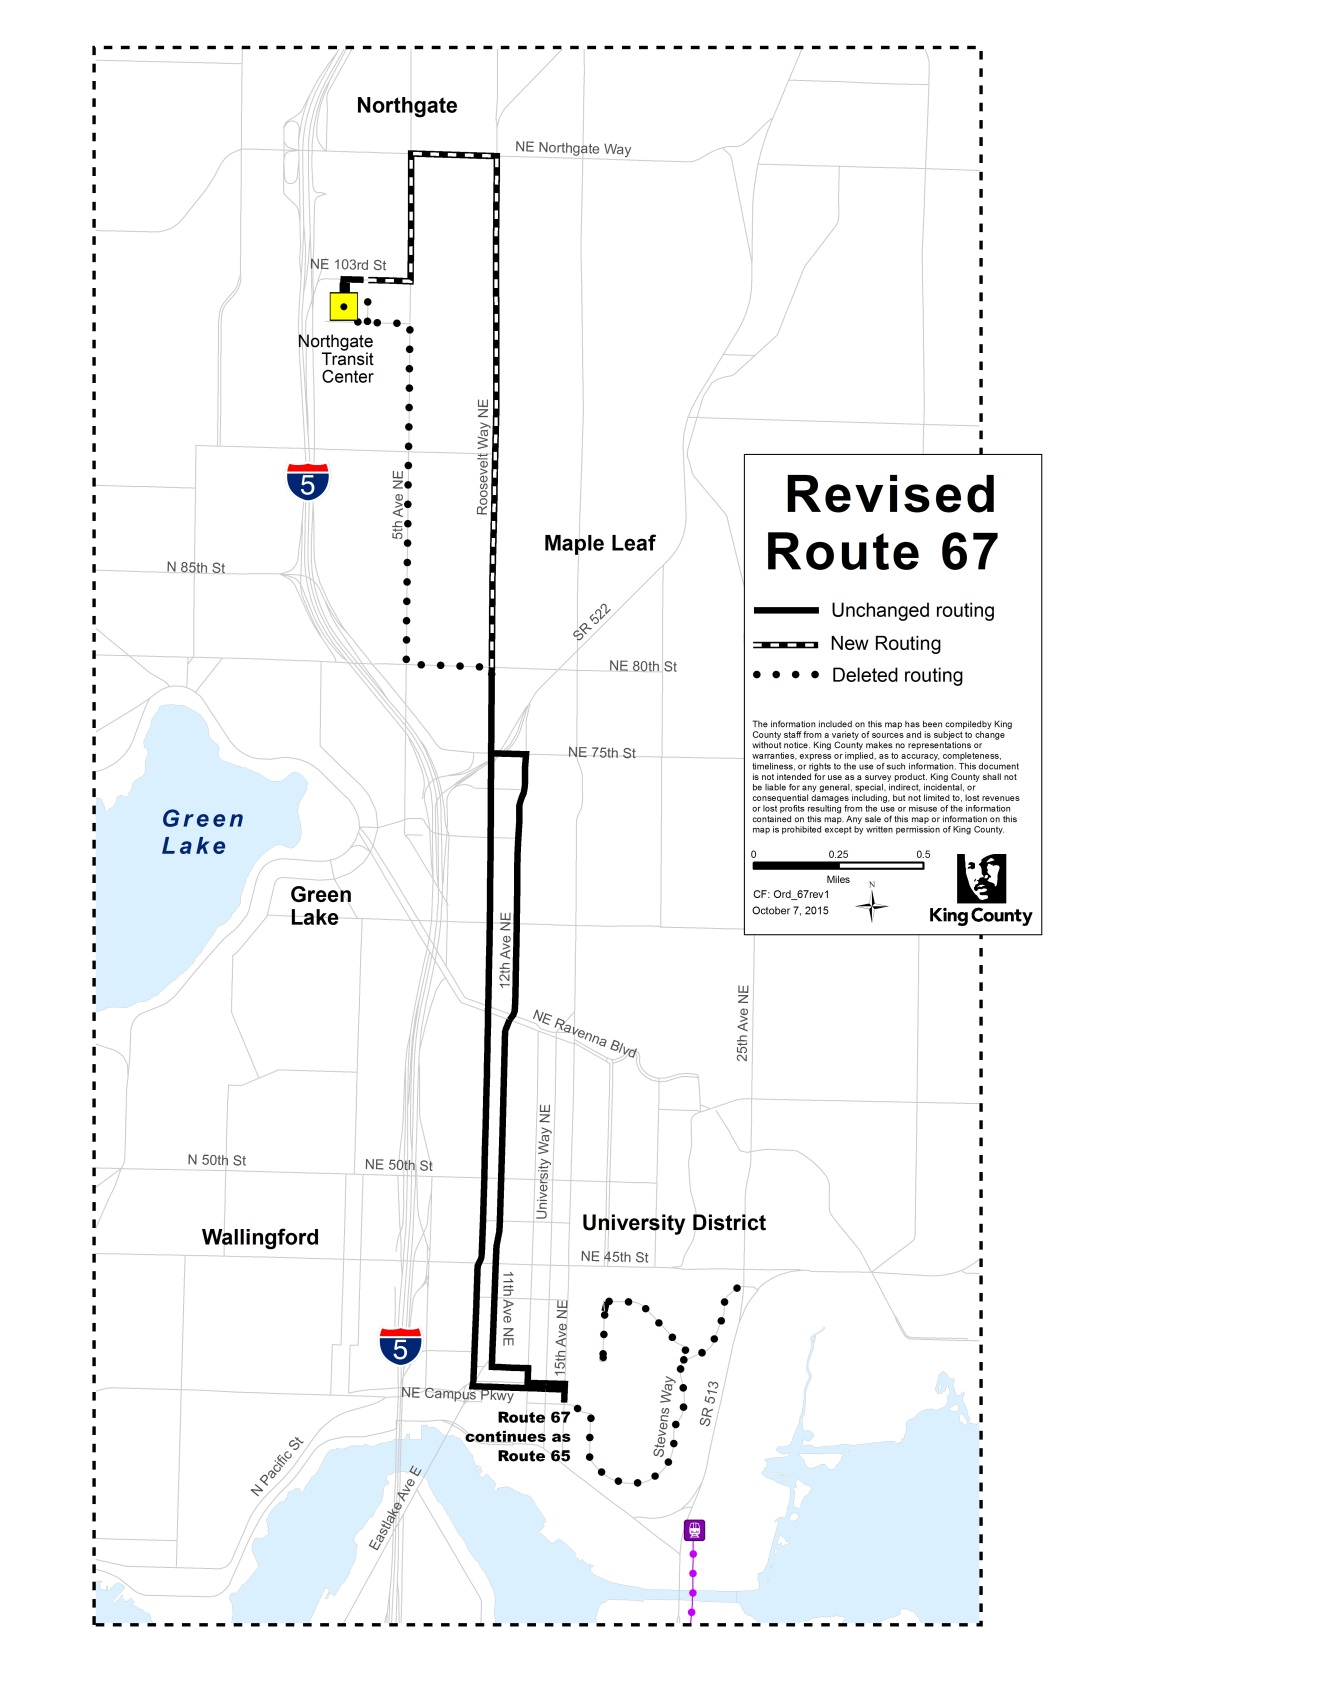 Northgate
NE Northgate Way
NE 103rd St
Northgate
Transit
Center
Roosevelt Way NE
5th Ave NE
5
Maple Leaf
N 85th St
SR 522
NE 80th St
NE 75th St
Green
Lake
Green
Lake
12th Ave NE
NE Ravenna Blvd
25th Ave NE
University Way NE
N 50th St
NE 50th St
University District
Wallingford
NE 45th St
11th Ave NE
15th Ave NE
5
NE Campus Pkwy
Stevens Way
SR 513
Route 67
continues as
Route 65
N Pacific St
Eastlake Ave E
Revised
Route 67
Unchanged routing
New Routing
Deleted routing
The information included on this map has been compiledby King
County staff from a variety of sources and is subject to change
without notice. King County makes no representations or
warranties, express or implied, as to accuracy, completeness,
timeliness, or rights to the use of such information. This document
is not intended for use as a survey product. King County shall not
be liable for any general, special, indirect, incidental, or
consequential damages including, but not limited to, lost revenues
or lost profits resulting from the use or misuse of the information
contained on this map. Any sale of this map or information on this
map is prohibited except by written permission of King County.
0 0.25 0.5
Miles
N
CF: Ord_67rev1
October 7, 2015
King County